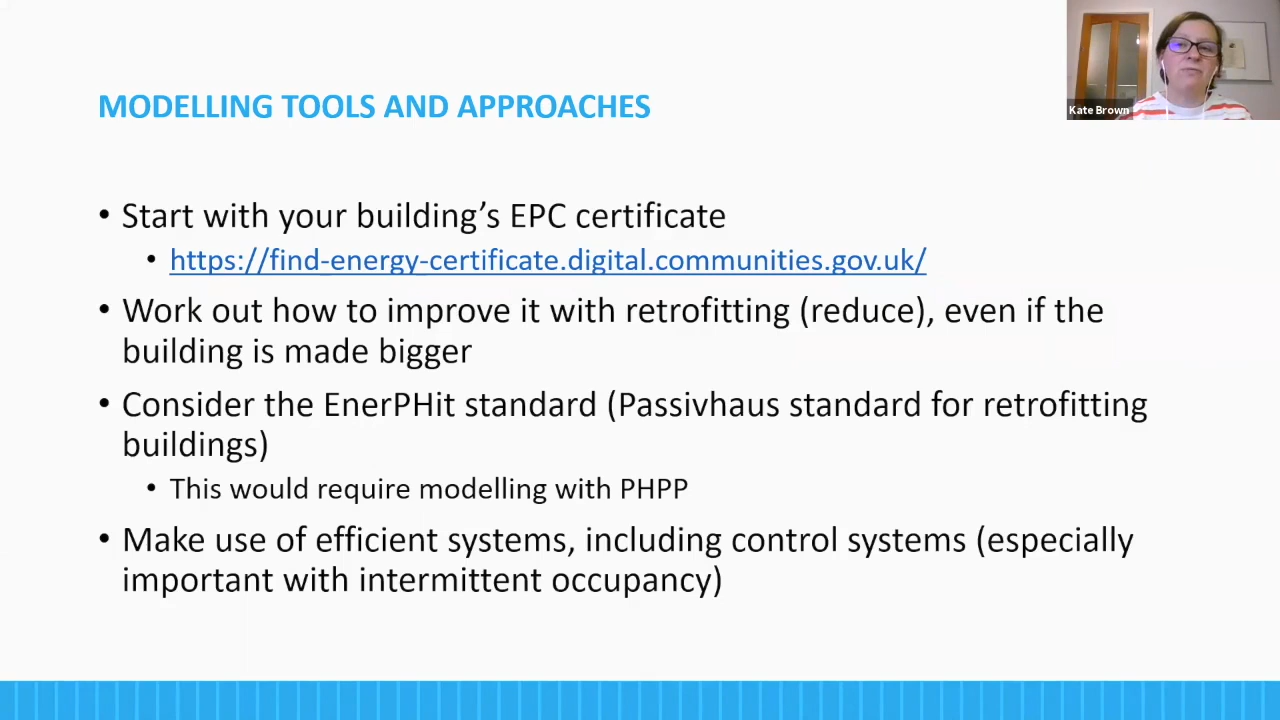 MODELLING TOOLS AND APPROACHES
Kate Brown
• Start with your building’s EPC certificate
• https://find-energy-certificate.digital.communities.gov.uk/
• Work out how to improve it with retrofitting (reduce), even if the
building is made bigger
• Consider the EnerPHit standard (Passivhaus standard for retrofitting
buildings)
• This would require modelling with PHPP
• Make use of efficient systems, including control systems (especially
important with intermittent occupancy)